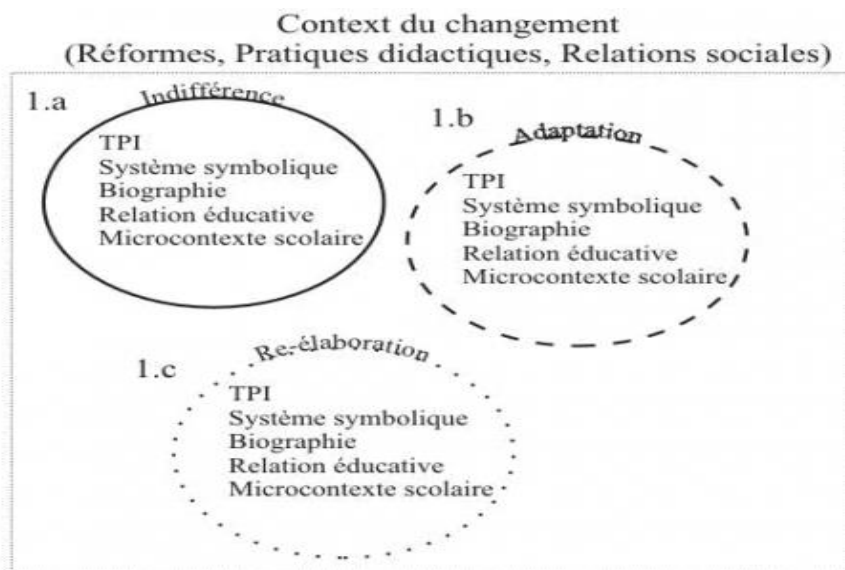 Context du changement
(Réformes, Pratiques didactiques, Relations sociales)
1.a
Indifférence
TPI
Système symbolique
Biographie
Relation éducative
Microcontexte scolaire
1.b
Adaptation
TPI
Système symbolique
Biographie
Relation éducative
Microcontexte scolaire
1.c
Re-élaboration
TPI
Système symbolique
Biographie
Relation éducative
Microcontexte scolaire